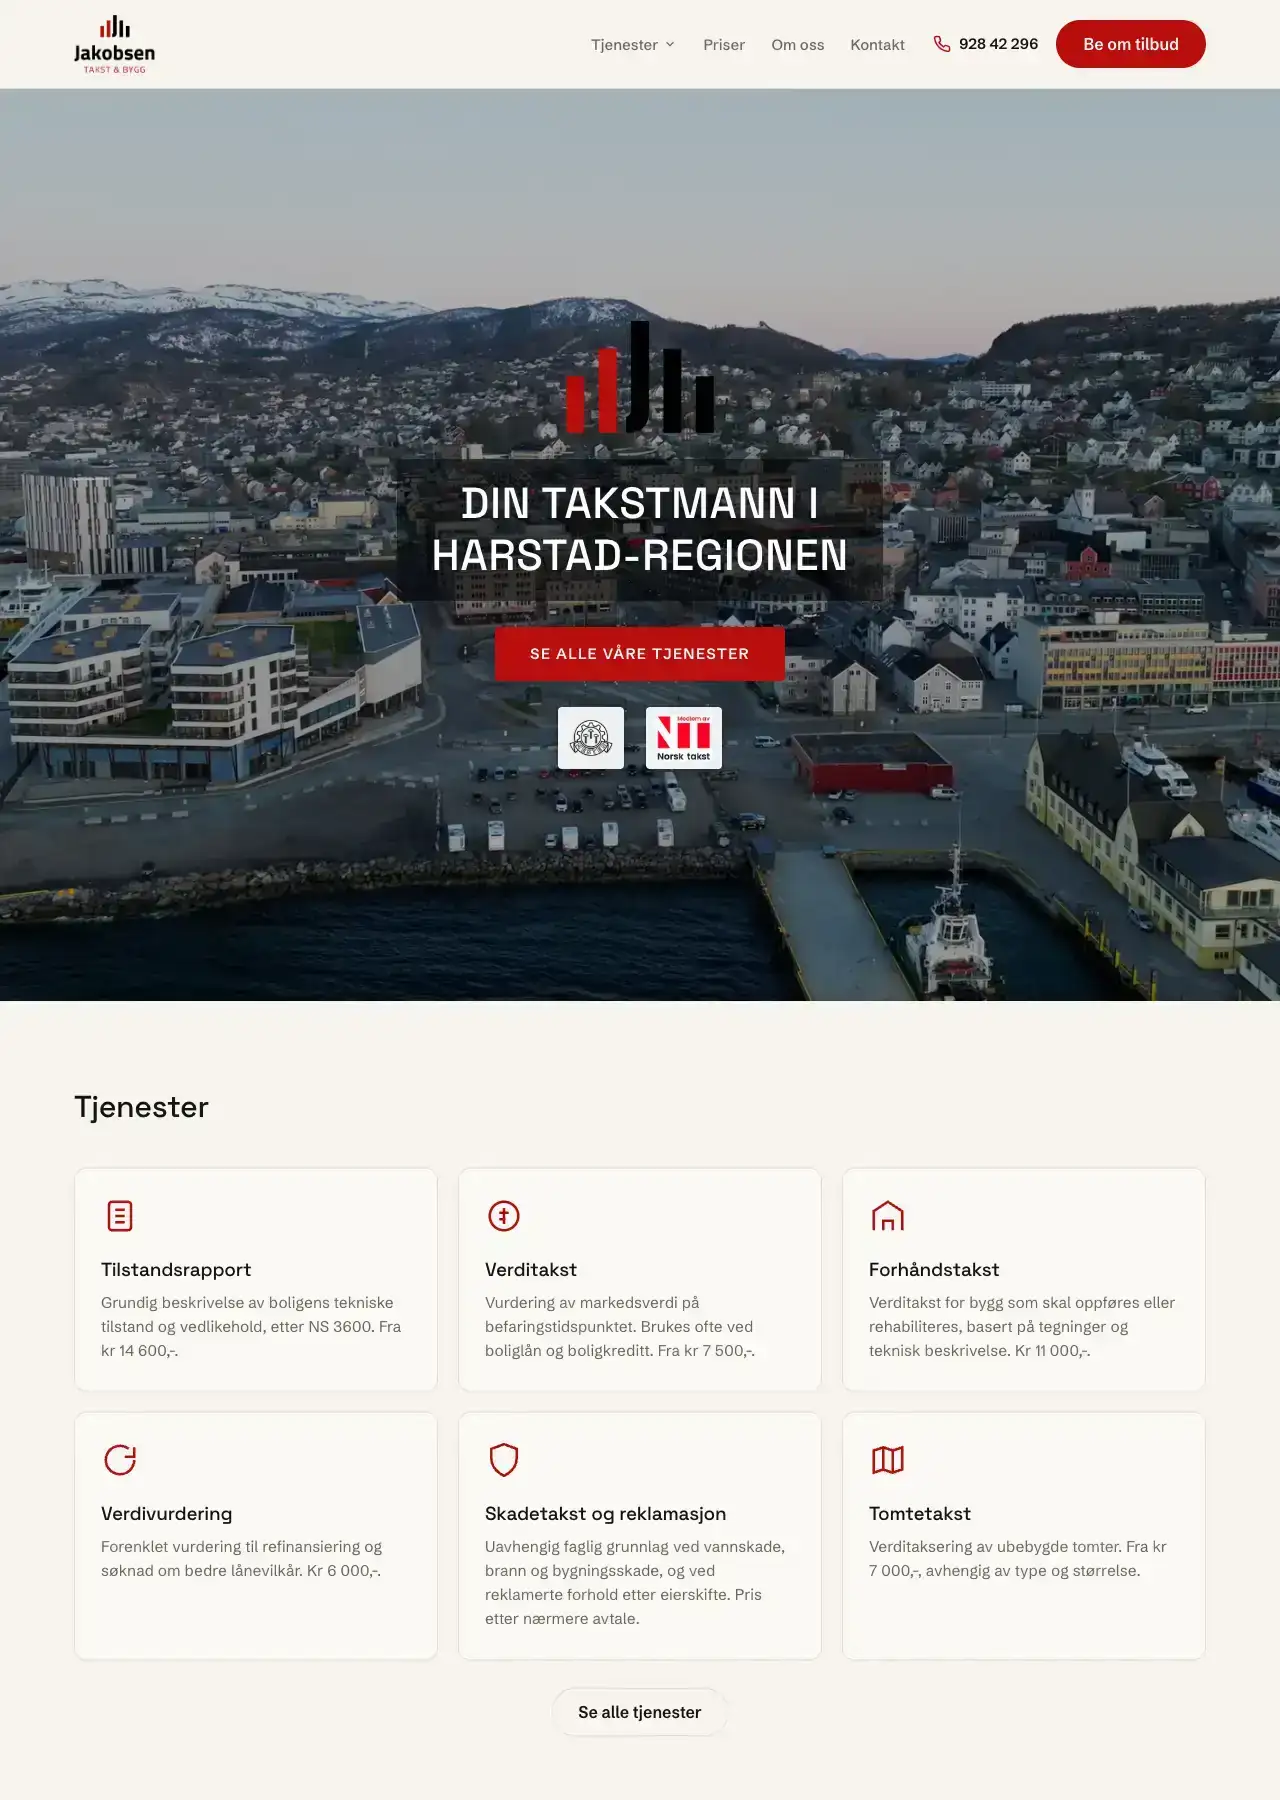 Jakobsen
TAKST & BYGG
Tjenester
Priser
Om oss
Kontakt
928 42 296
Be om tilbud
DIN TAKSTMANN I
HARSTAD-REGIONEN
SE ALLE VÅRE TJENESTER
Medlem av
NT
Norsk takst
Tjenester
Tilstandsrapport
Grundig beskrivelse av boligens tekniske
tilstand og vedlikehold, etter NS 3600. Fra
kr 14 600,-.
Verditakst
Vurdering av markedsverdi på
befaringstidspunktet. Brukes ofte ved
boliglån og boligkreditt. Fra kr 7 500,-.
Forhåndstakst
Verditakst for bygg som skal oppføres eller
rehabiliteres, basert på tegninger og
teknisk beskrivelse. Kr 11 000,-.
Verdivurdering
Forenklet vurdering til refinansiering og
søknad om bedre lånevilkår. Kr 6 000,-.
Skadetakst og reklamasjon
Uavhengig faglig grunnlag ved vannskade,
brann og bygningsskade, og ved
reklamerte forhold etter eierskifte. Pris
etter nærmere avtale.
Tomtetakst
Verditaksering av ubebygde tomter. Fra kr
7 000,-, avhengig av type og størrelse.
Se alle tjenester